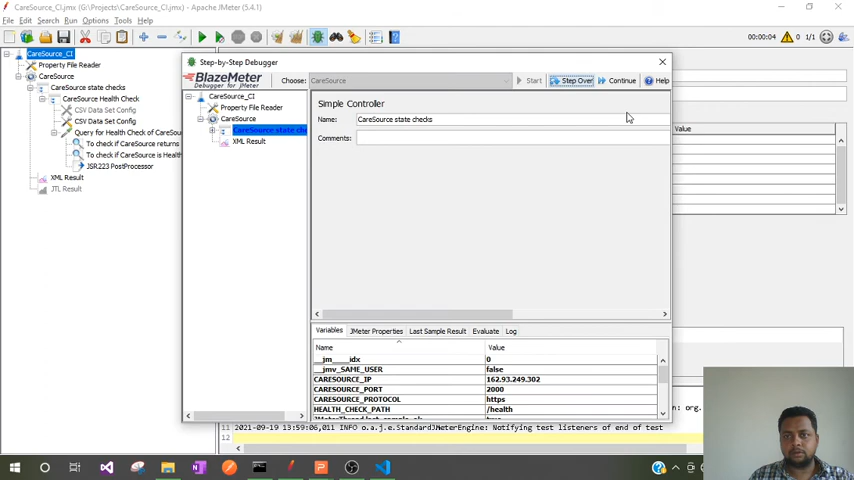 CareSource_CI.jmx (G:\Projects\CareSource_CI.jmx) - Apache JMeter (5.4.1)
File Edit Search Run Options Tools Help
00:00:04 0 0/1
CareSource_CI
Property File Reader
CareSource
CareSource state checks
CareSource Health Check
CSV Data Set Config
CSV Data Set Config
Query for Health Check of CareSou
To check if CareSource returns
To check if CareSource is Health
JSR223 PostProcessor
XML Result
JTL Result
Step-by-Step Debugger
BlazeMeter
Debugger for JMeter
Choose: CareSource
Start Step Over Continue Help
CareSource_CI
Property File Reader
CareSource
CareSource state che
XML Result
Simple Controller
Name: CareSource state checks
Comments:
Variables JMeter Properties Last Sample Result Evaluate Log
Name Value
__jm____idx 0
__jmv_SAME_USER false
CARESOURCE_IP 162.93.249.302
CARESOURCE_PORT 2000
CARESOURCE_PROTOCOL https
HEALTH_CHECK_PATH /health
Value
on: org.
11 2021-09-19 13:59:06,011 INFO o.a.j.e.StandardJMeterEngine: Notifying test listeners of end of test
12